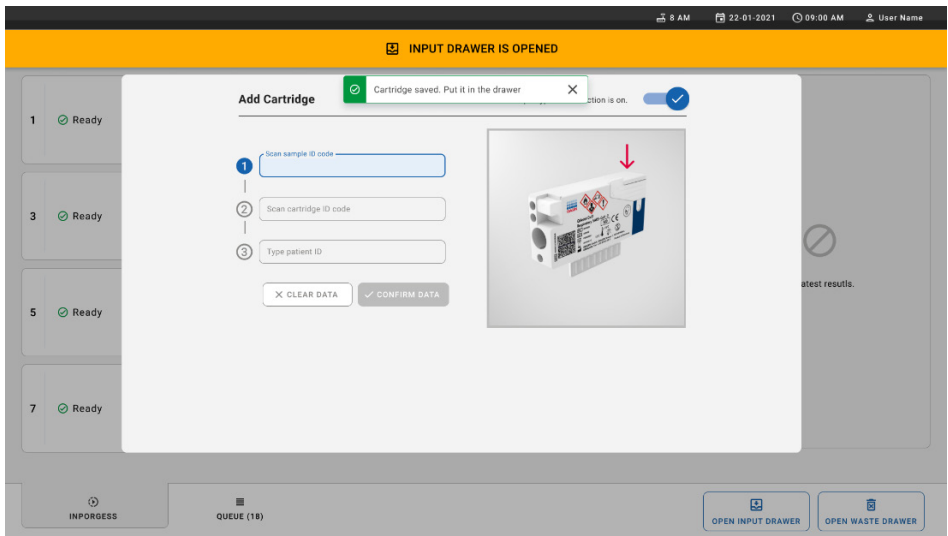 8 AM
22-01-2021
09:00 AM
User Name
INPUT DRAWER IS OPENED
Cartridge saved. Put it in the drawer
Add Cartridge
ction is on.
1
Ready
Scan sample ID code
1
2
Scan cartridge ID code
3
Type patient ID
CLEAR DATA
CONFIRM DATA
3
Ready
5
Ready
7
Ready
atest resutls.
INPORGESS
QUEUE (18)
OPEN INPUT DRAWER
OPEN WASTE DRAWER